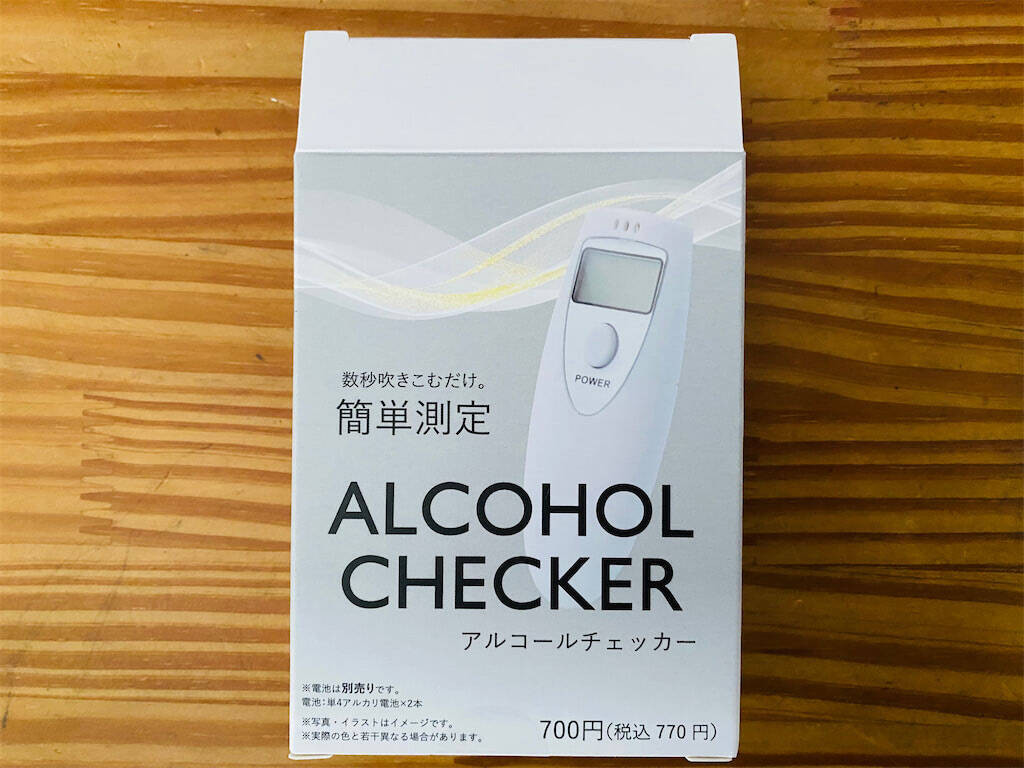 POWER
数秒吹きこむだけ。
簡単測定
ALCOHOL
CHECKER
アルコールチェッカー
※電池は別売りです。
電池:単4アルカリ電池×2本
※写真・イラストはイメージです。
※実際の色と若干異なる場合があります。
700円(税込 770 円)